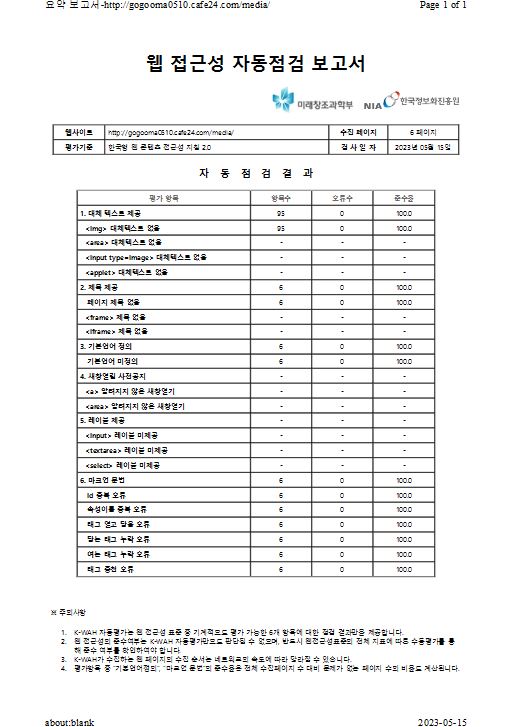 요약 보고서-http://gogooma0510.cafe24.com/media/ Page 1 of 1
웹 접근성 자동점검 보고서
미래창조과학부 NIA 한국정보화진흥원
웹사이트 http://gogooma0510.cafe24.com/media/ 수진 페이지 6 페이지
평가기준 한국형 웹 콘텐츠 접근성 지침 2.0 검 사 일 자 2023년 05월 15일
자 동 점 검 결 과
평가 항목 항목수 오류수 준수율
1. 대체 텍스트 제공 93 0 100.0
<img> 대체텍스트 없음 93 0 100.0
<area> 대체텍스트 없음 - - -
<input type=image> 대체텍스트 없음 - - -
<applet> 대체텍스트 없음 - - -
2. 제목 제공 6 0 100.0
페이지 제목 없음 6 0 100.0
<frame> 제목 없음 - - -
<iframe> 제목 없음 - - -
3. 기본언어 정의 6 0 100.0
기본언어 미정의 6 0 100.0
4. 새창열림 사전공지 - - -
<a> 알려지지 않은 새창열기 - - -
<area> 알려지지 않은 새창열기 - - -
5. 레이블 제공 - - -
<input> 레이블 미제공 - - -
<textarea> 레이블 미제공 - - -
<select> 레이블 미제공 - - -
6. 마크업 문법 6 0 100.0
id 중복 오류 6 0 100.0
속성이름 중복 오류 6 0 100.0
태그 열고 닫음 오류 6 0 100.0
닫는 태그 누락 오류 6 0 100.0
여는 태그 누락 오류 6 0 100.0
태그 중첩 오류 6 0 100.0
※ 주의사항
1. K-WAH 자동평가는 웹 접근성 표준 중 기계적으로 평가 가능한 6개 항목에 대한 점검 결과만을 제공합니다.
2. 웹 접근성의 준수여부는 K-WAH 자동평가만으로 판단될 수 없으며, 반드시 웹접근성표준의 전체 지표에 따른 수동평가를 통
해 준수 여부를 확인하여야 합니다.
3. K-WAH가 수진하는 웹 페이지의 수진 순서는 네트워크의 속도에 따라 달라질 수 있습니다.
4. 평가항목 중 "기본언어정의", "마크업 문법"의 준수율은 전체 수진페이지 수 대비 문제가 없는 페이지 수의 비율로 계산됩니다.
about:blank 2023-05-15